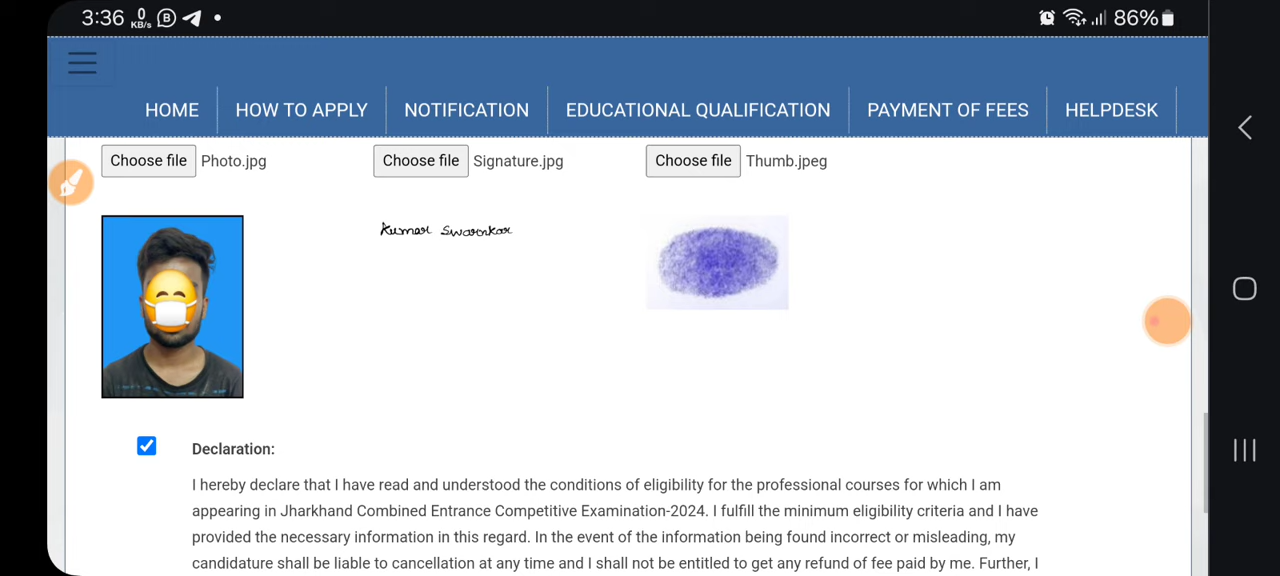 3:36 0 KB/s B 86%
HOME HOW TO APPLY NOTIFICATION EDUCATIONAL QUALIFICATION PAYMENT OF FEES HELPDESK
Choose file Photo.jpg Choose file Signature.jpg Choose file Thumb.jpeg
Kumar Swarnkar
Declaration:
I hereby declare that I have read and understood the conditions of eligibility for the professional courses for which I am
appearing in Jharkhand Combined Entrance Competitive Examination-2024. I fulfill the minimum eligibility criteria and I have
provided the necessary information in this regard. In the event of the information being found incorrect or misleading, my
candidature shall be liable to cancellation at any time and I shall not be entitled to get any refund of fee paid by me. Further, I